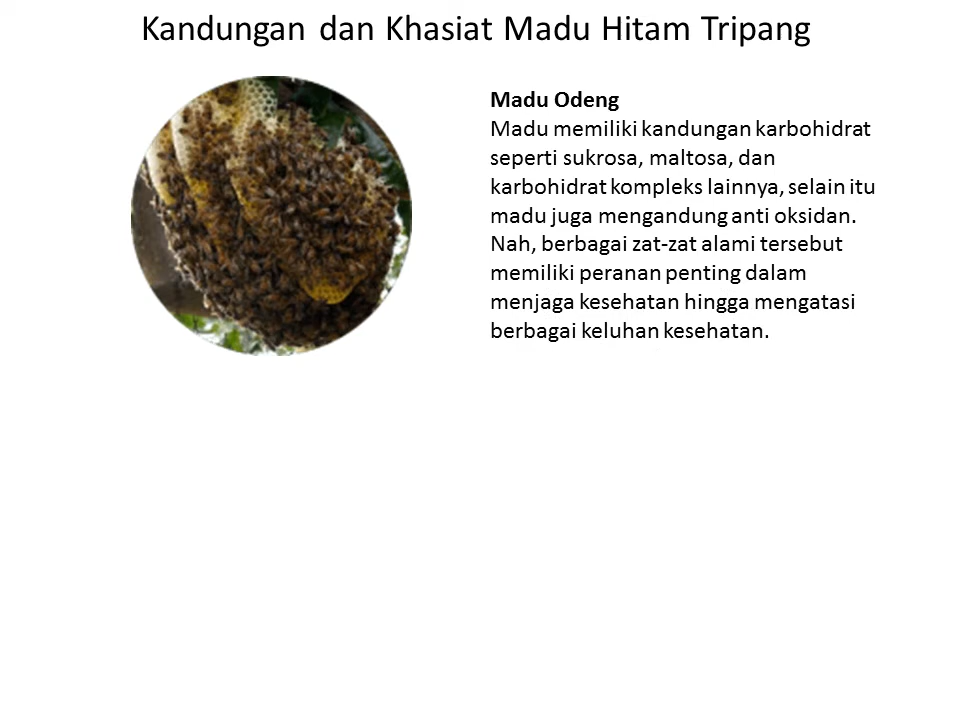 Kandungan dan Khasiat Madu Hitam Tripang
Madu Odeng
Madu memiliki kandungan karbohidrat
seperti sukrosa, maltosa, dan
karbohidrat kompleks lainnya, selain itu
madu juga mengandung anti oksidan.
Nah, berbagai zat-zat alami tersebut
memiliki peranan penting dalam
menjaga kesehatan hingga mengatasi
berbagai keluhan kesehatan.